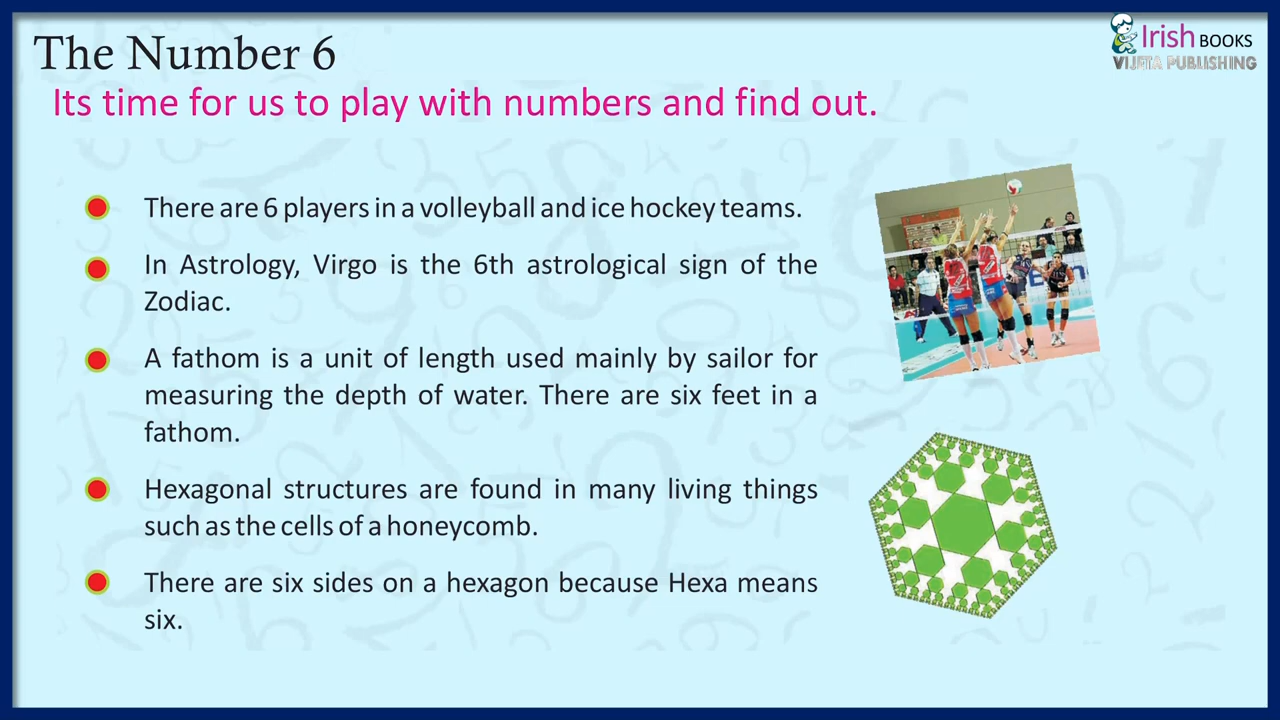 The Number 6
Irish BOOKS
VIJETA PUBLISHING
Its time for us to play with numbers and find out.
There are 6 players in a volleyball and ice hockey teams.
In Astrology, Virgo is the 6th astrological sign of the
Zodiac.
A fathom is a unit of length used mainly by sailor for
measuring the depth of water. There are six feet in a
fathom.
Hexagonal structures are found in many living things
such as the cells of a honeycomb.
There are six sides on a hexagon because Hexa means
six.